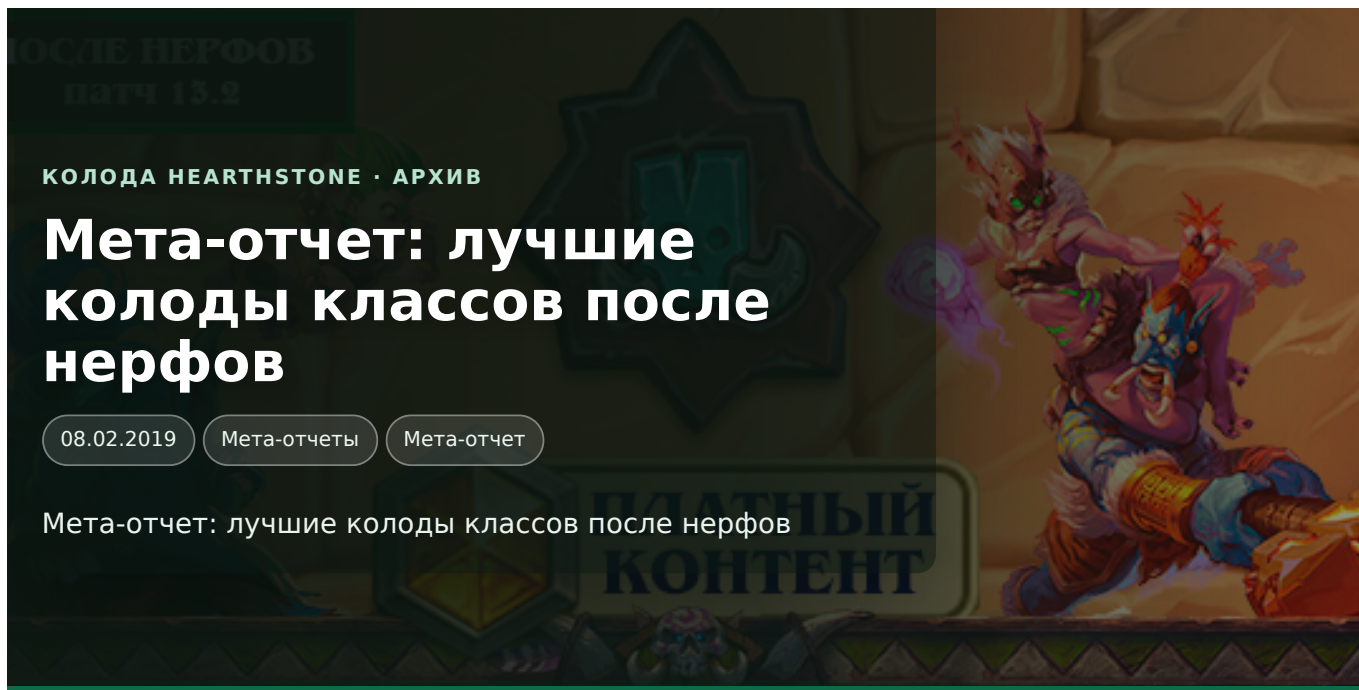 ПОСЛЕ НЕРФОВ
патч 13.2
КОЛОДА HEARTHSTONE · АРХИВ
Мета-отчет: лучшие
колоды классов после
нерфов
08.02.2019 Мета-отчеты Мета-отчет
Мета-отчет: лучшие колоды классов после нерфов
ПЛАТНЫЙ
КОНТЕНТ